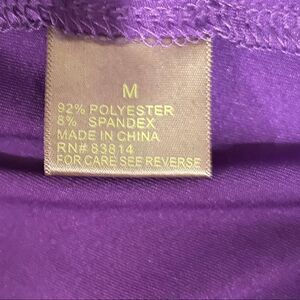 M
92% POLYESTER
8% SPANDEX
MADE IN CHINA
RN# 83814
FOR CARE SEE REVERSE